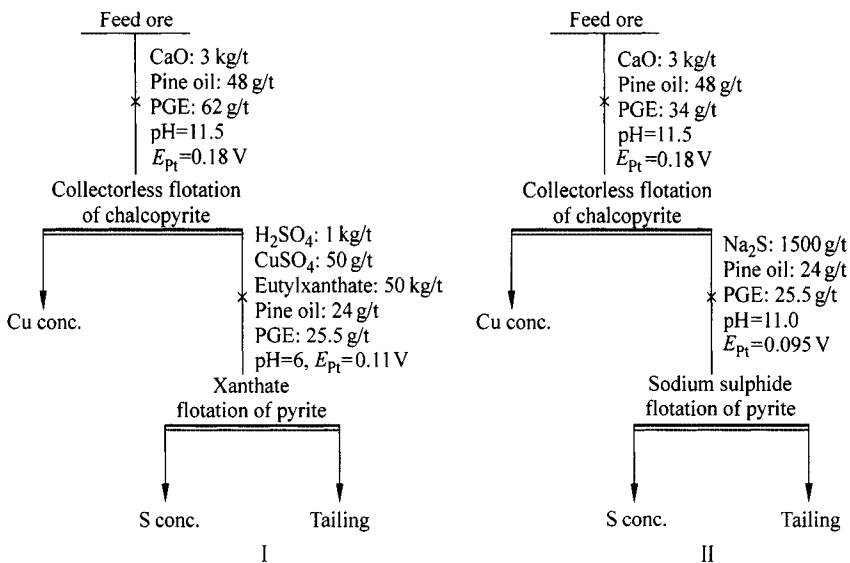 Feed ore
CaO: 3 kg/t
Pine oil: 48 g/t
PGE: 62 g/t
pH=11.5
E_Pt=0.18 V
Collectorless flotation
of chalcopyrite
H₂SO₄: 1 kg/t
CuSO₄: 50 g/t
Eutylxanthate: 50 kg/t
Pine oil: 24 g/t
PGE: 25.5 g/t
pH=6, E_Pt=0.11 V
Cu conc.
Xanthate
flotation of pyrite
S conc.
Tailing
I
Feed ore
CaO: 3 kg/t
Pine oil: 48 g/t
PGE: 34 g/t
pH=11.5
E_Pt=0.18 V
Collectorless flotation
of chalcopyrite
Na₂S: 1500 g/t
Pine oil: 24 g/t
PGE: 25.5 g/t
pH=11.0
E_Pt=0.095 V
Cu conc.
Sodium sulphide
flotation of pyrite
S conc.
Tailing
II